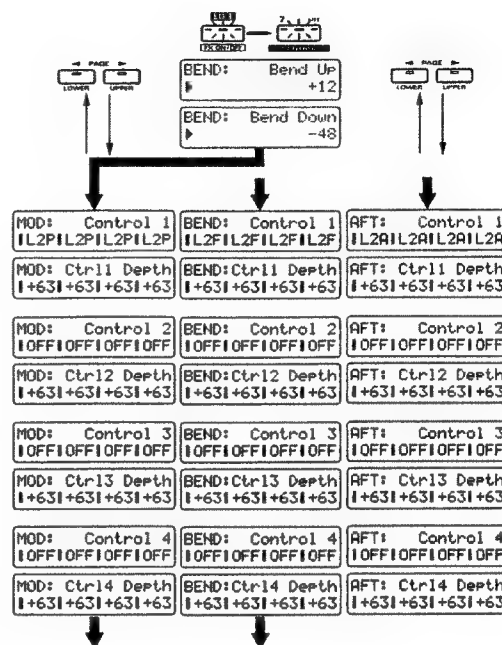 EDIT
FX ON/OFF
7
BEND: Bend Up
+12
BEND: Bend Down
-48
◄ PAGE ►
LOWER UPPER
◄ PAGE ►
LOWER UPPER
MOD: Control 1
L2P L2P L2P L2P
MOD: Ctrl1 Depth
+63 +63 +63 +63
MOD: Control 2
OFF OFF OFF OFF
MOD: Ctrl2 Depth
+63 +63 +63 +63
MOD: Control 3
OFF OFF OFF OFF
MOD: Ctrl3 Depth
+63 +63 +63 +63
MOD: Control 4
OFF OFF OFF OFF
MOD: Ctrl4 Depth
+63 +63 +63 +63
BEND: Control 1
L2F L2F L2F L2F
BEND:Ctrl1 Depth
+63 +63 +63 +63
BEND: Control 2
OFF OFF OFF OFF
BEND:Ctrl2 Depth
+63 +63 +63 +63
BEND: Control 3
OFF OFF OFF OFF
BEND:Ctrl3 Depth
+63 +63 +63 +63
BEND: Control 4
OFF OFF OFF OFF
BEND:Ctrl4 Depth
+63 +63 +63 +63
AFT: Control 1
L2A L2A L2A L2A
AFT: Ctrl1 Depth
+63 +63 +63 +63
AFT: Control 2
OFF OFF OFF OFF
AFT: Ctrl2 Depth
+63 +63 +63 +63
AFT: Control 3
OFF OFF OFF OFF
AFT: Ctrl3 Depth
+63 +63 +63 +63
AFT: Control 4
OFF OFF OFF OFF
AFT: Ctrl4 Depth
+63 +63 +63 +63